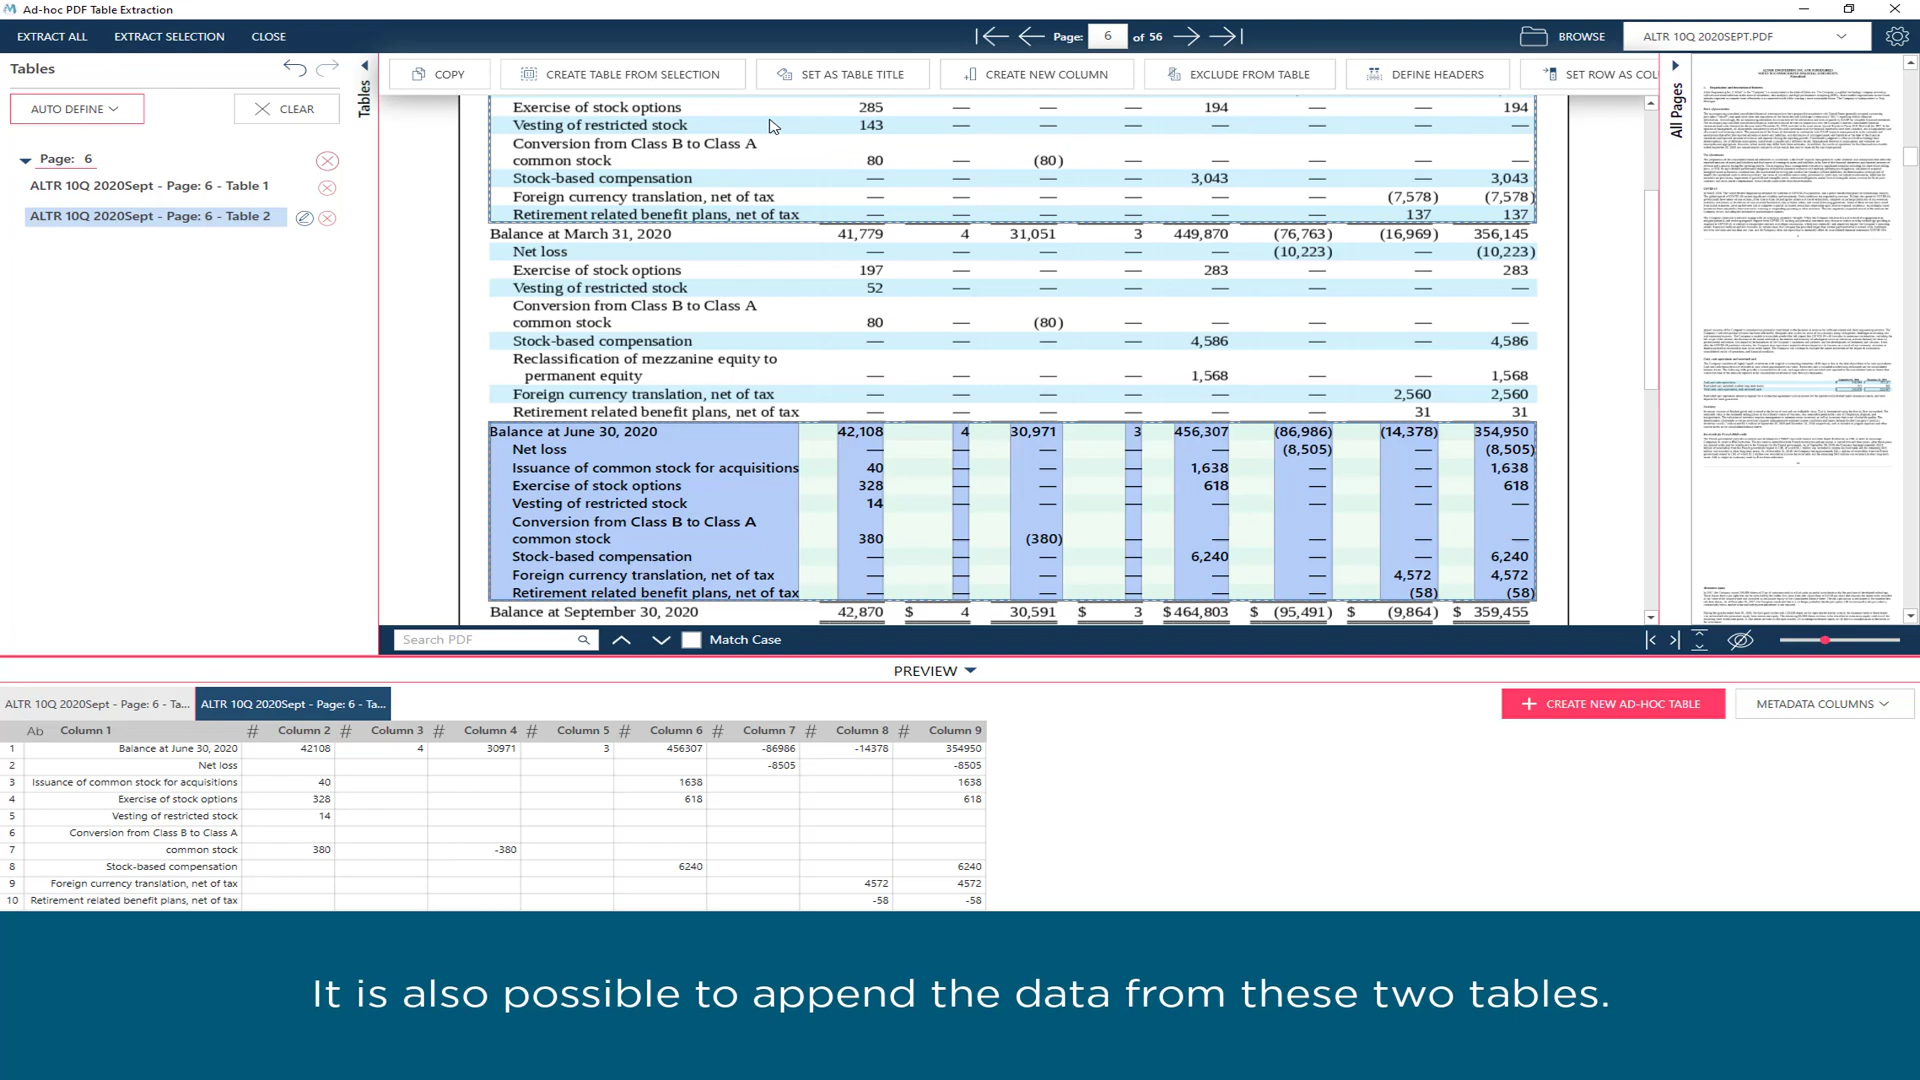 Ad-hoc PDF Table Extraction
EXTRACT ALL EXTRACT SELECTION CLOSE Page: 6 of 56 BROWSE ALTR 10Q 2020SEPT.PDF
Tables
AUTO DEFINE CLEAR
Page: 6
ALTR 10Q 2020Sept - Page: 6 - Table 1
ALTR 10Q 2020Sept - Page: 6 - Table 2
Tables
COPY CREATE TABLE FROM SELECTION SET AS TABLE TITLE CREATE NEW COLUMN EXCLUDE FROM TABLE DEFINE HEADERS SET ROW AS COL
All Pages
Exercise of stock options 285 — — — 194 — — 194
Vesting of restricted stock 143 — — — — — — —
Conversion from Class B to Class A
common stock 80 — (80) — — — — —
Stock-based compensation — — — — 3,043 — — 3,043
Foreign currency translation, net of tax — — — — — — (7,578) (7,578)
Retirement related benefit plans, net of tax — — — — — — 137 137
Balance at March 31, 2020 41,779 4 31,051 3 449,870 (76,763) (16,969) 356,145
Net loss — — — — — (10,223) — (10,223)
Exercise of stock options 197 — — — 283 — — 283
Vesting of restricted stock 52 — — — — — — —
Conversion from Class B to Class A
common stock 80 — (80) — — — — —
Stock-based compensation — — — — 4,586 — — 4,586
Reclassification of mezzanine equity to
permanent equity — — — — 1,568 — — 1,568
Foreign currency translation, net of tax — — — — — — 2,560 2,560
Retirement related benefit plans, net of tax — — — — — — 31 31
Balance at June 30, 2020 42,108 4 30,971 3 456,307 (86,986) (14,378) 354,950
Net loss — — — — — (8,505) — (8,505)
Issuance of common stock for acquisitions 40 — — — 1,638 — — 1,638
Exercise of stock options 328 — — — 618 — — 618
Vesting of restricted stock 14 — — — — — — —
Conversion from Class B to Class A
common stock 380 — (380) — — — — —
Stock-based compensation — — — — 6,240 — — 6,240
Foreign currency translation, net of tax — — — — — — 4,572 4,572
Retirement related benefit plans, net of tax — — — — — — (58) (58)
Balance at September 30, 2020 42,870 $ 4 30,591 $ 3 $ 464,803 $ (95,491) $ (9,864) $ 359,455
Search PDF Match Case
PREVIEW
ALTR 10Q 2020Sept - Page: 6 - Ta... ALTR 10Q 2020Sept - Page: 6 - Ta... CREATE NEW AD-HOC TABLE METADATA COLUMNS
Ab Column 1 # Column 2 # Column 3 # Column 4 # Column 5 # Column 6 # Column 7 # Column 8 # Column 9
1 Balance at June 30, 2020 42108 4 30971 3 456307 -86986 -14378 354950
2 Net loss -8505 -8505
3 Issuance of common stock for acquisitions 40 1638 1638
4 Exercise of stock options 328 618 618
5 Vesting of restricted stock 14
6 Conversion from Class B to Class A
7 common stock 380 -380
8 Stock-based compensation 6240 6240
9 Foreign currency translation, net of tax 4572 4572
10 Retirement related benefit plans, net of tax -58 -58
It is also possible to append the data from these two tables.